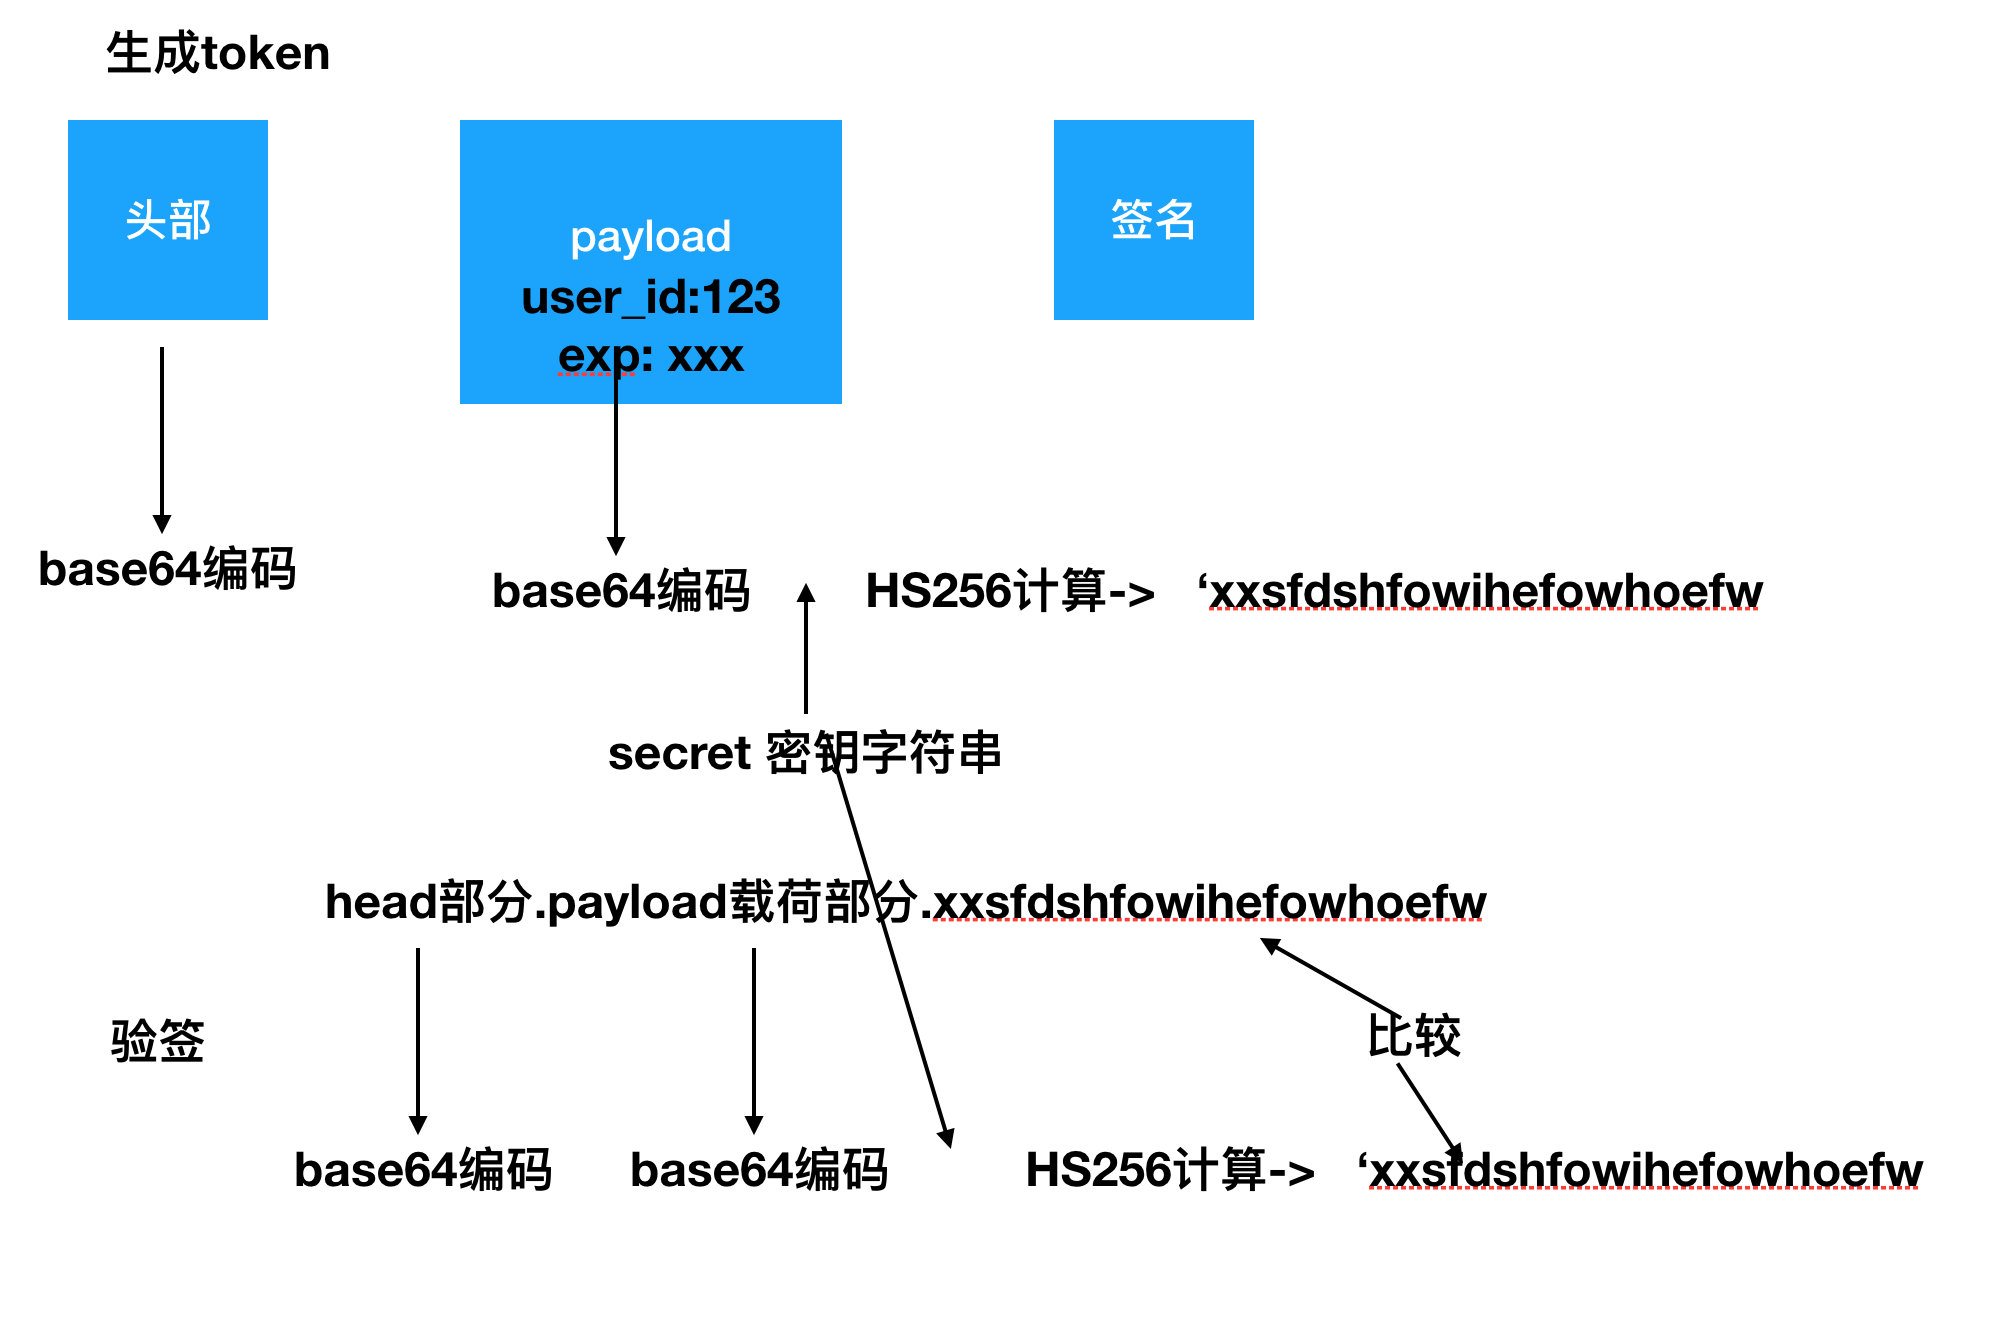 生成token
头部
payload
user_id:123
exp: xxx
签名
base64编码
base64编码
HS256计算->
‘xxsfdshfowihefowhoefw
secret 密钥字符串
head部分.payload载荷部分.xxsfdshfowihefowhoefw
验签
比较
base64编码
base64编码
HS256计算->
‘xxsfdshfowihefowhoefw